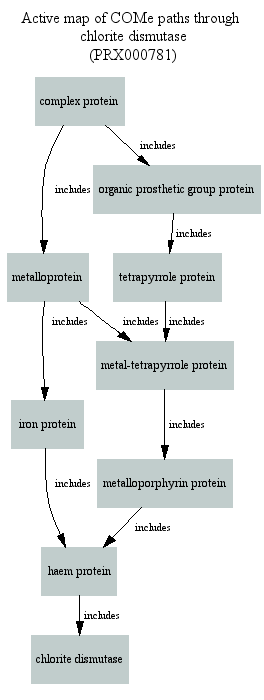 Active map of COMe paths through
chlorite dismutase
(PRX000781)
complex protein
includes
includes
organic prosthetic group protein
includes
metalloprotein
tetrapyrrole protein
includes
includes
includes
metal-tetrapyrrole protein
includes
iron protein
includes
metalloporphyrin protein
includes
includes
haem protein
includes
chlorite dismutase